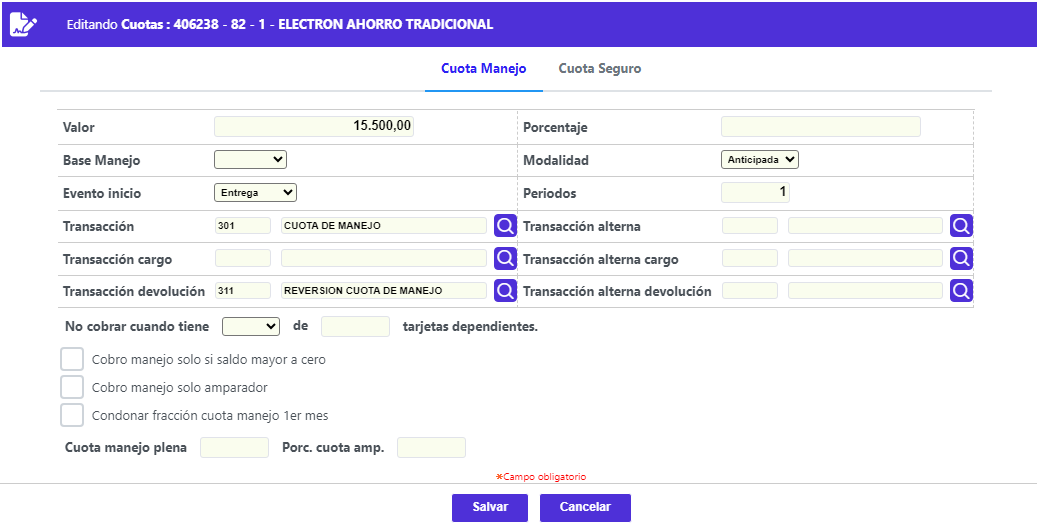 Editando Cuotas : 406238 - 82 - 1 - ELECTRON AHORRO TRADICIONAL
Cuota Manejo Cuota Seguro
Valor 15.500,00 Porcentaje
Base Manejo Modalidad Anticipada
Evento inicio Entrega Periodos 1
Transacción 301 CUOTA DE MANEJO Transacción alterna
Transacción cargo Transacción alterna cargo
Transacción devolución 311 REVERSION CUOTA DE MANEJO Transacción alterna devolución
No cobrar cuando tiene de tarjetas dependientes.
Cobro manejo solo si saldo mayor a cero
Cobro manejo solo amparador
Condonar fracción cuota manejo 1er mes
Cuota manejo plena Porc. cuota amp.
*Campo obligatorio
Salvar Cancelar